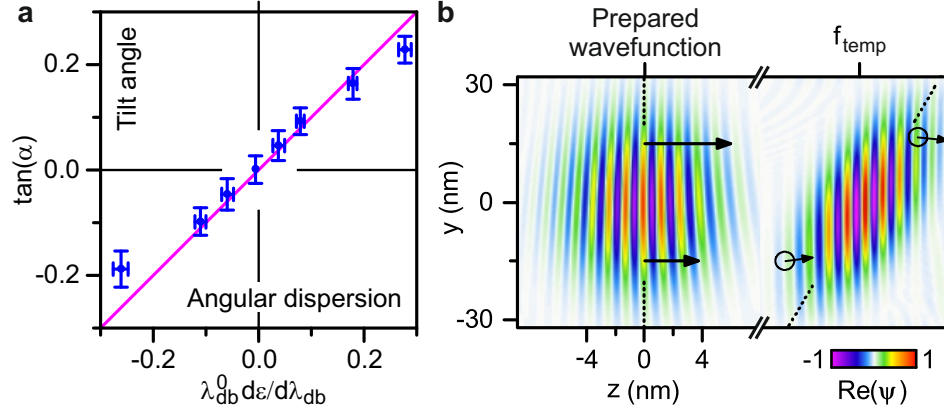 a
Tilt angle
tan(α)
0.2
0.0
-0.2
Angular dispersion
-0.2
0.0
0.2
λ⁰db dε/dλdb
b
Prepared
wavefunction
ftemp
y (nm)
30
0
-30
-4
0
4
z (nm)
-1
1
Re(ψ)